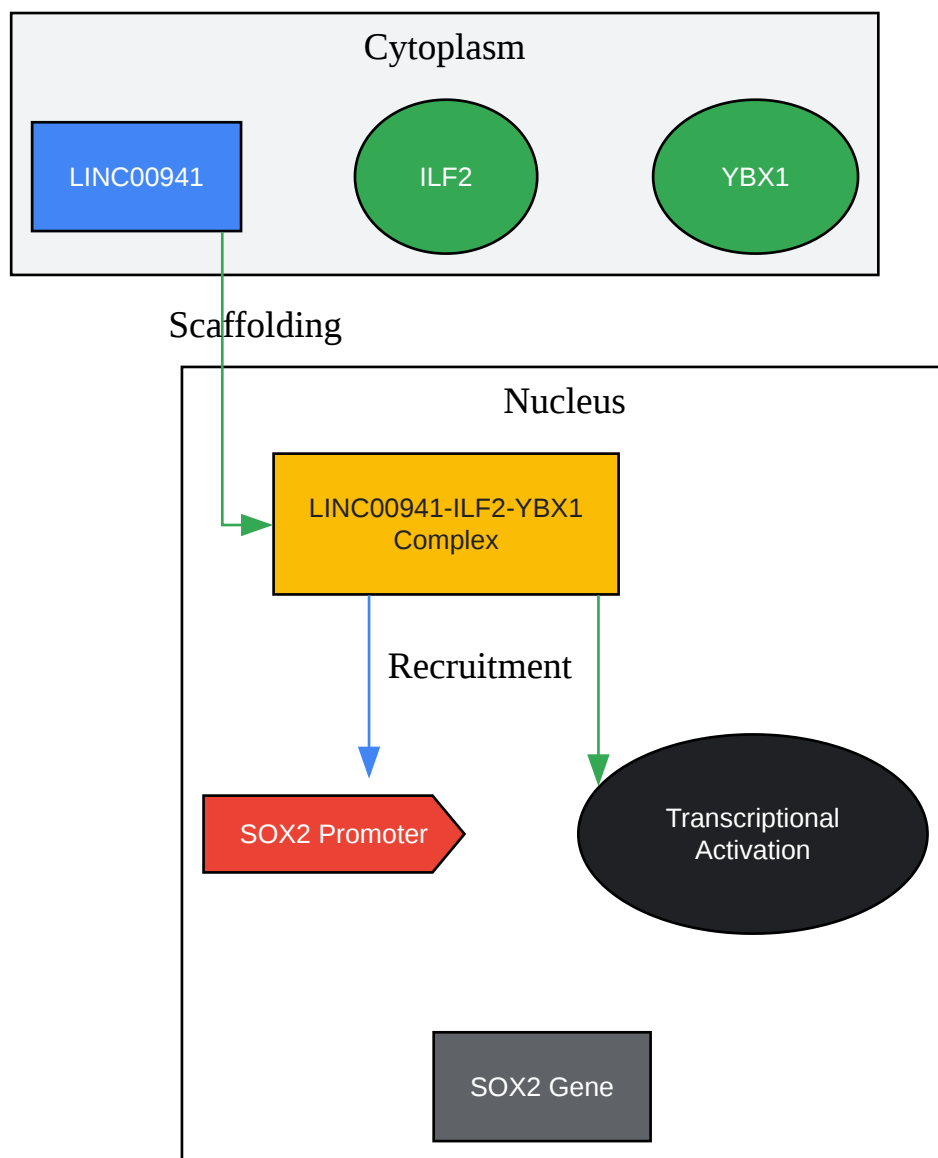 Cytoplasm
LINC00941
ILF2
YBX1
Scaffolding
Nucleus
LINC00941-ILF2-YBX1
Complex
Recruitment
SOX2 Promoter
Transcriptional
Activation
SOX2 Gene